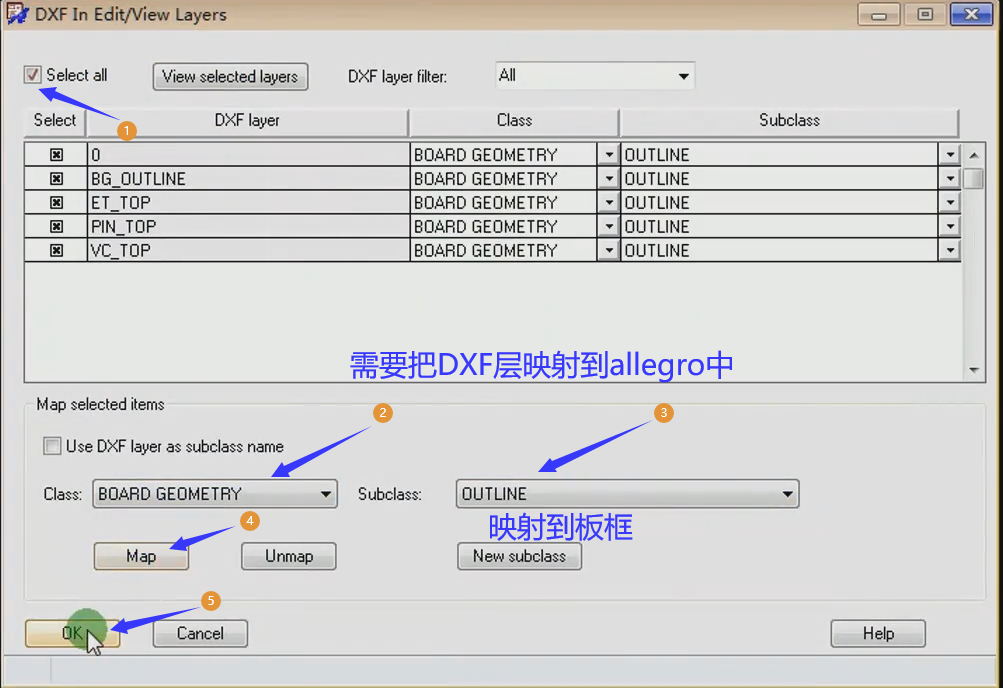 DXF In Edit/View Layers
Select all View selected layers DXF layer filter: All
Select DXF layer Class Subclass
1
0 BOARD GEOMETRY OUTLINE
BG_OUTLINE BOARD GEOMETRY OUTLINE
ET_TOP BOARD GEOMETRY OUTLINE
PIN_TOP BOARD GEOMETRY OUTLINE
VC_TOP BOARD GEOMETRY OUTLINE
需要把DXF层映射到allegro中
Map selected items
2 3
Use DXF layer as subclass name
Class: BOARD GEOMETRY Subclass: OUTLINE
4 映射到板框
Map Unmap New subclass
5
OK Cancel Help